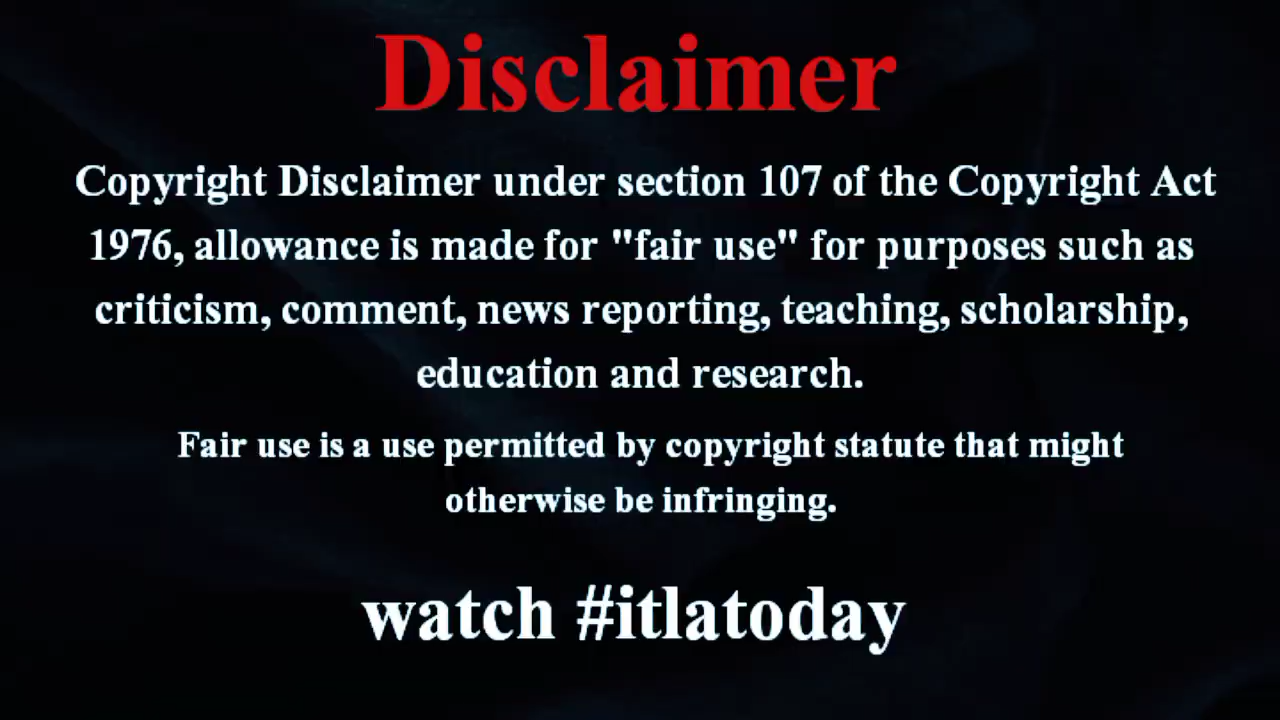 Disclaimer
Copyright Disclaimer under section 107 of the Copyright Act
1976, allowance is made for "fair use" for purposes such as
criticism, comment, news reporting, teaching, scholarship,
education and research.
Fair use is a use permitted by copyright statute that might
otherwise be infringing.
watch #itlatoday